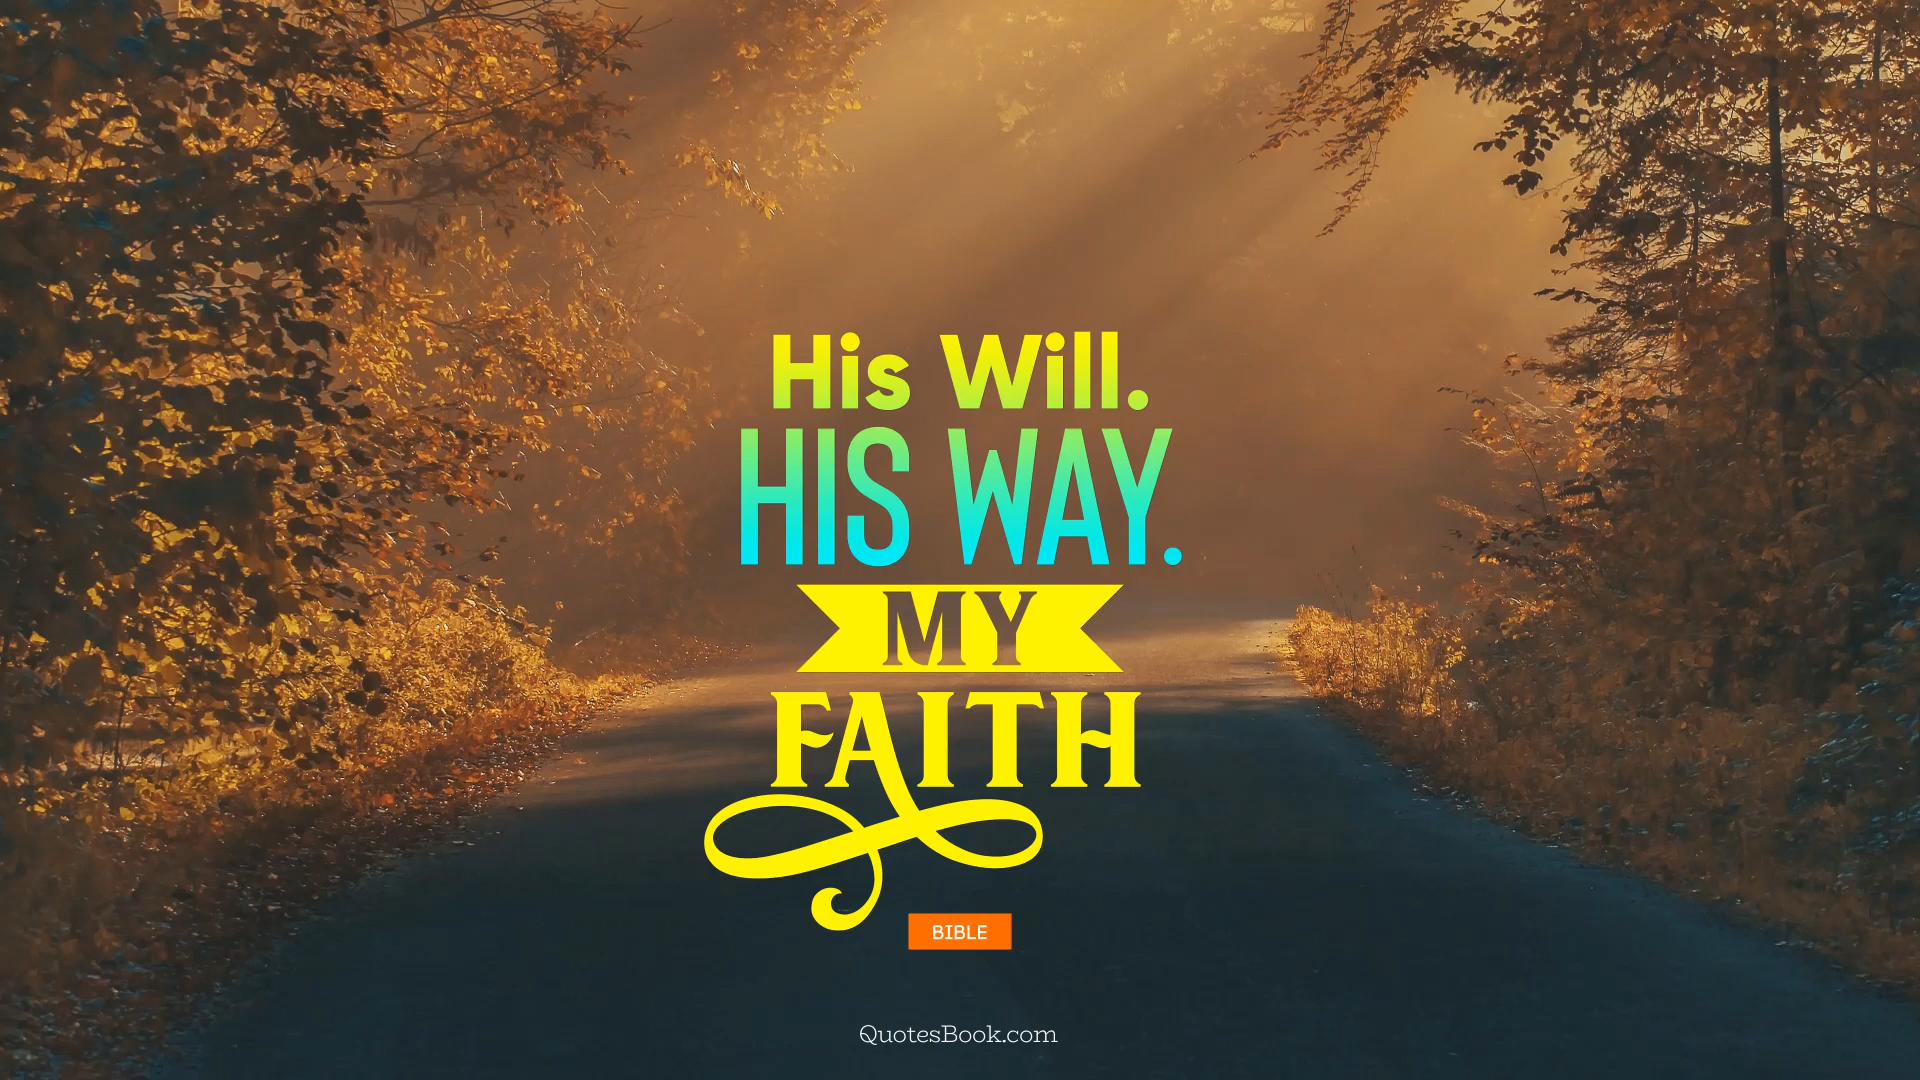 His Will.
HIS WAY.
MY
FAITH
BIBLE
QuotesBook.com